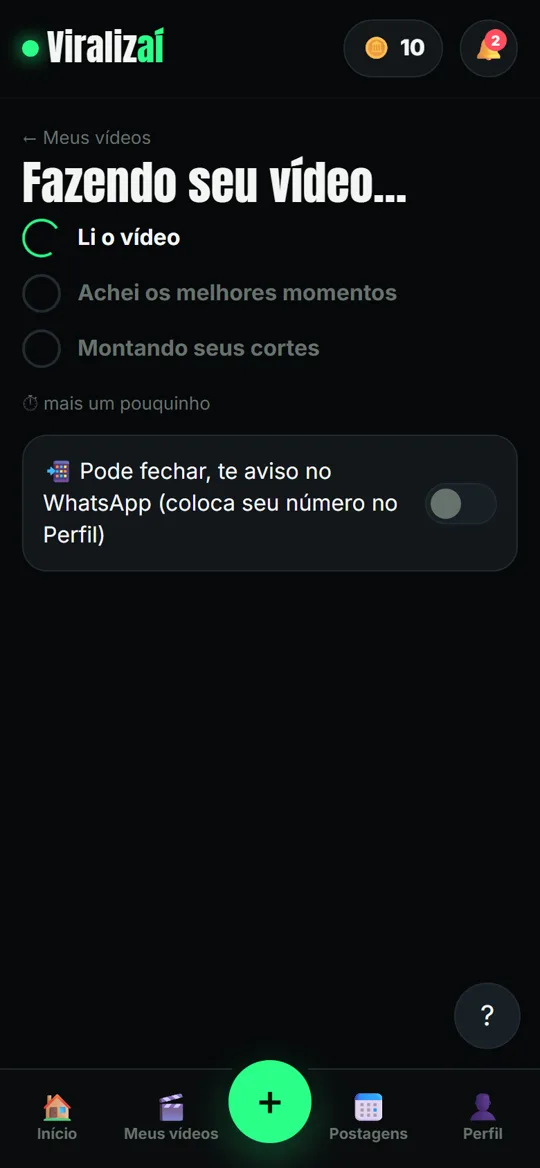 Viralizaí
10
2
← Meus vídeos
Fazendo seu vídeo...
Li o vídeo
Achei os melhores momentos
Montando seus cortes
⏱ mais um pouquinho
📲 Pode fechar, te aviso no
WhatsApp (coloca seu número no
Perfil)
?
+
Início
Meus vídeos
Postagens
Perfil